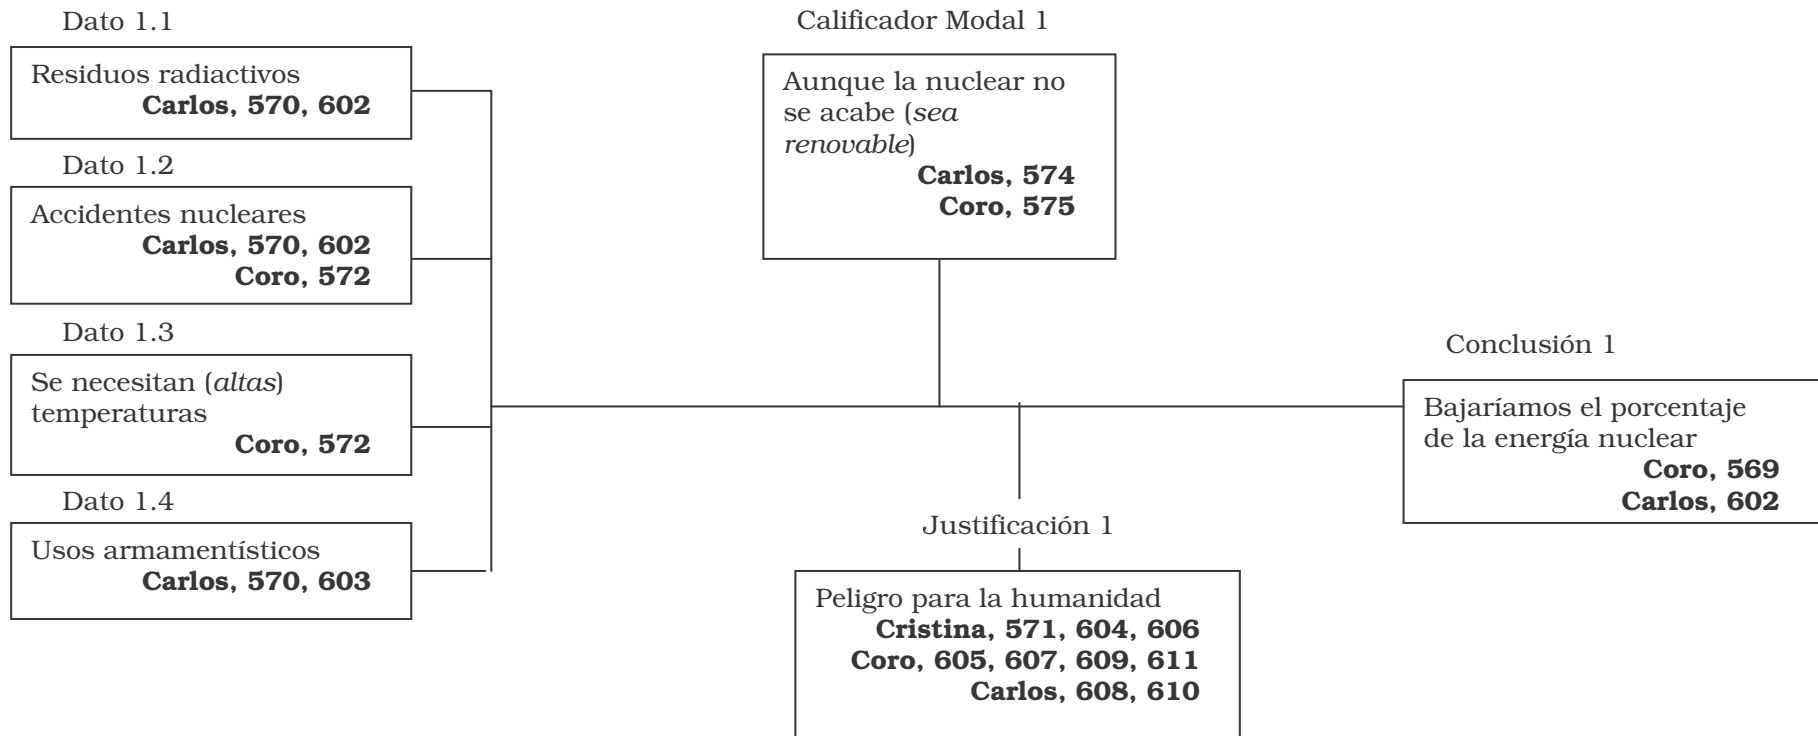 Dato 1.1
Residuos radiactivos
Carlos, 570, 602
Dato 1.2
Accidentes nucleares
Carlos, 570, 602
Coro, 572
Dato 1.3
Se necesitan (altas)
temperaturas
Coro, 572
Dato 1.4
Usos armamentísticos
Carlos, 570, 603
Calificador Modal 1
Aunque la nuclear no
se acabe (sea
renovable)
Carlos, 574
Coro, 575
Justificación 1
Peligro para la humanidad
Cristina, 571, 604, 606
Coro, 605, 607, 609, 611
Carlos, 608, 610
Conclusión 1
Bajaríamos el porcentaje
de la energía nuclear
Coro, 569
Carlos, 602